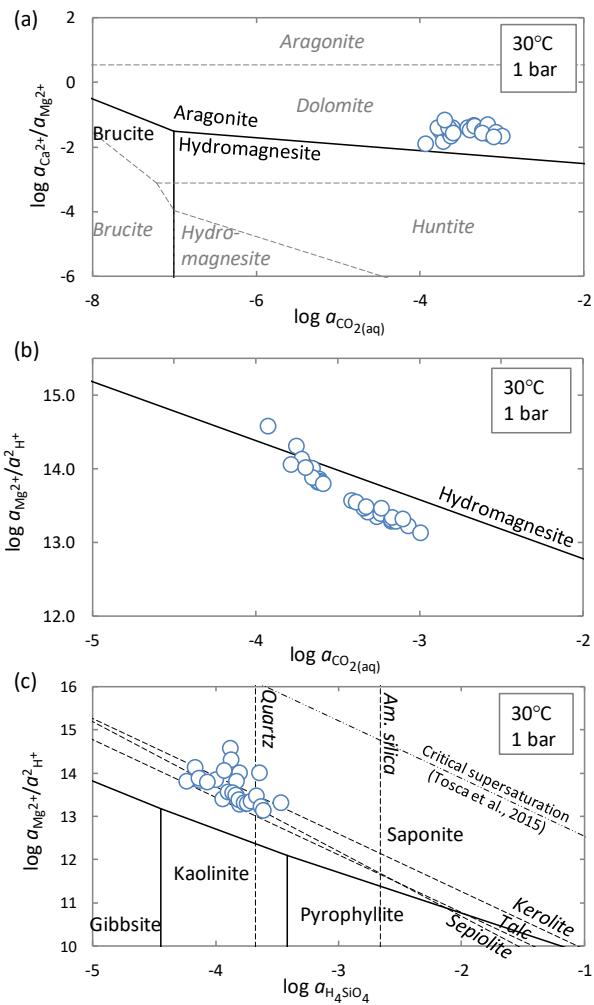 (a)
2
0
-2
-4
-6
log aCa2+/aMg2+
Aragonite
30°C
1 bar
Dolomite
Aragonite
Brucite
Hydromagnesite
Brucite
Hydro-
magnesite
Huntite
-8
-6
-4
-2
log aCO2(aq)
(b)
15.0
14.0
13.0
12.0
log aMg2+/a2H+
30°C
1 bar
Hydromagnesite
-5
-4
-3
-2
log aCO2(aq)
(c)
16
15
14
13
12
11
10
log aMg2+/a2H+
Quartz
Am. silica
30°C
1 bar
Critical supersaturation
(Tosca et al., 2015)
Saponite
Kaolinite
Pyrophyllite
Gibbsite
Kerolite
Talc
Sepiolite
-5
-4
-3
-2
-1
log aH4SiO4